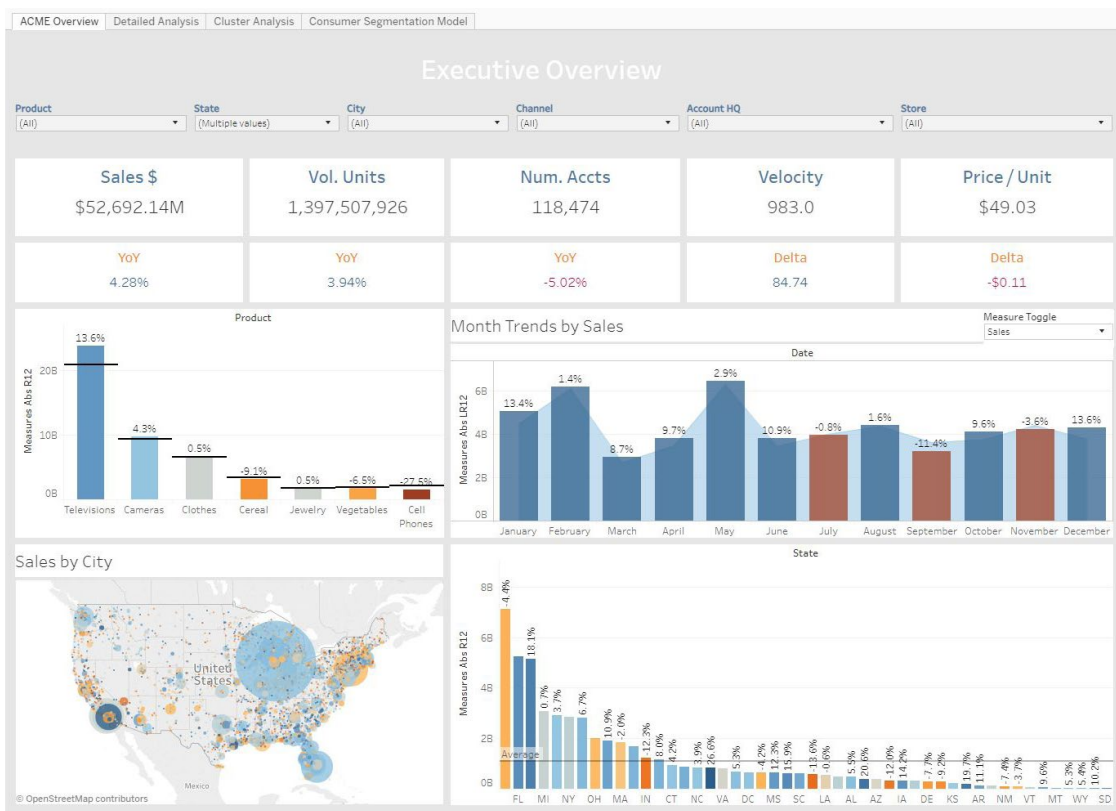 ACME Overview Detailed Analysis Cluster Analysis Consumer Segmentation Model
Executive Overview
Product State City Channel Account HQ Store
(All) (Multiple values) (All) (All) (All) (All)
Sales $ Vol. Units Num. Accts Velocity Price / Unit
$52,692.14M 1,397,507,926 118,474 983.0 $49.03
YoY YoY YoY Delta Delta
4.28% 3.94% -5.02% 84.74 -$0.11
Product
Measures Abs R12
20B
10B
0B
13.6% 4.3% 0.5% -9.1% 0.5% -6.5% -27.5%
Televisions Cameras Clothes Cereal Jewelry Vegetables Cell
Phones
Month Trends by Sales
Measure Toggle
Sales
Date
Measures Abs LR12
6B
4B
2B
0B
13.4% 1.4% 8.7% 9.7% 2.9% 10.9% -0.8% 1.6% -11.4% 9.6% -3.6% 13.6%
January February March April May June July August September October November December
Sales by City
United
States
Mexico
© OpenStreetMap contributors
State
Measures Abs R12
8B
6B
4B
2B
0B
Average
-4.4% 18.1% 0.7% 3.7% 6.7% 10.9% -2.0% -12.3% 8.0% 4.2% 3.9% 26.6% 5.3% -4.2% 12.3% 15.9% -13.6% -0.6% 5.5% 20.6% -12.0% 14.2% -7.7% -9.2% 19.7% 11.1% -7.4% -3.7% 9.6% 5.3% 5.4% 10.2%
FL MI NY OH MA IN CT NC VA DC MS SC LA AL AZ IA DE KS AR NM VT MT WY SD